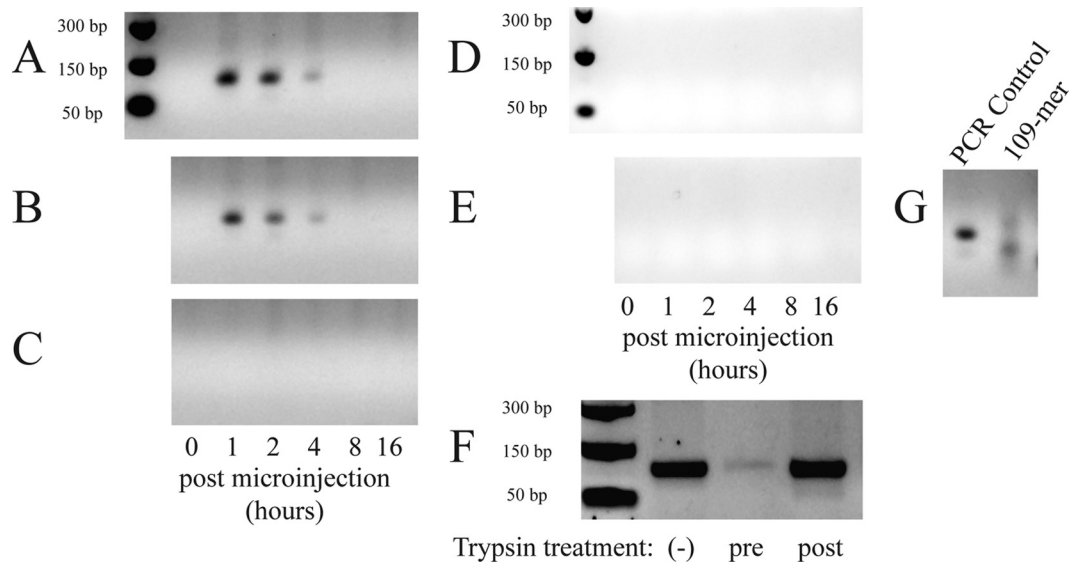 A
300 bp
150 bp
50 bp
B
C
0 1 2 4 8 16
post microinjection
(hours)
D
300 bp
150 bp
50 bp
E
0 1 2 4 8 16
post microinjection
(hours)
F
300 bp
150 bp
50 bp
Trypsin treatment: (-) pre post
G
PCR Control
109-mer